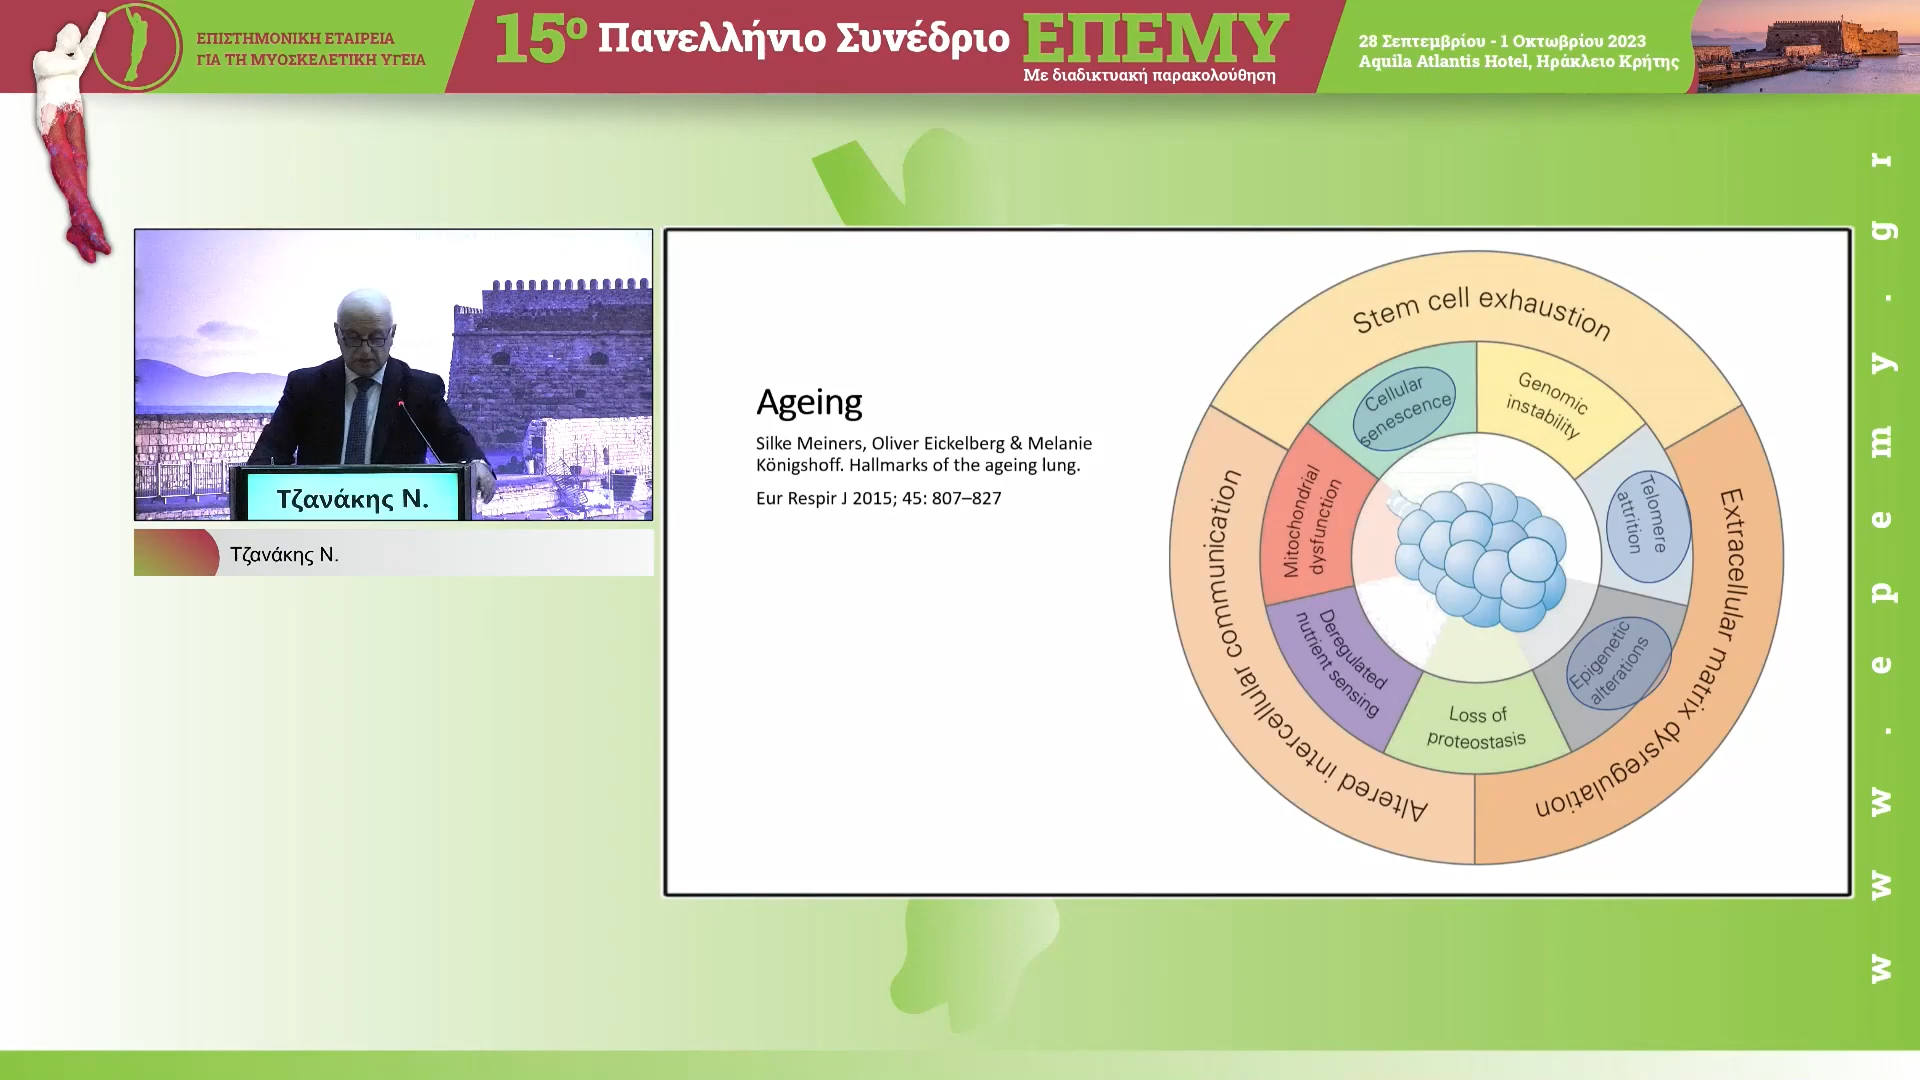 ΕΠΙΣΤΗΜΟΝΙΚΗ ΕΤΑΙΡΕΙΑ
ΓΙΑ ΤΗ ΜΥΟΣΚΕΛΕΤΙΚΗ ΥΓΕΙΑ
15ο Πανελλήνιο Συνέδριο ΕΠΕΜΥ
Με διαδικτυακή παρακολούθηση
28 Σεπτεμβρίου - 1 Οκτωβρίου 2023
Aquila Atlantis Hotel, Ηράκλειο Κρήτης
Τζανάκης Ν.
Τζανάκης Ν.
Ageing
Silke Meiners, Oliver Eickelberg & Melanie
Königshoff. Hallmarks of the ageing lung.
Eur Respir J 2015; 45: 807–827
Stem cell exhaustion
Extracellular matrix dysregulation
Altered intercellular communication
Cellular
senescence
Genomic
instability
Telomere
attrition
Epigenetic
alterations
Loss of
proteostasis
Deregulated
nutrient sensing
Mitochondrial
dysfunction
www.epemy.gr